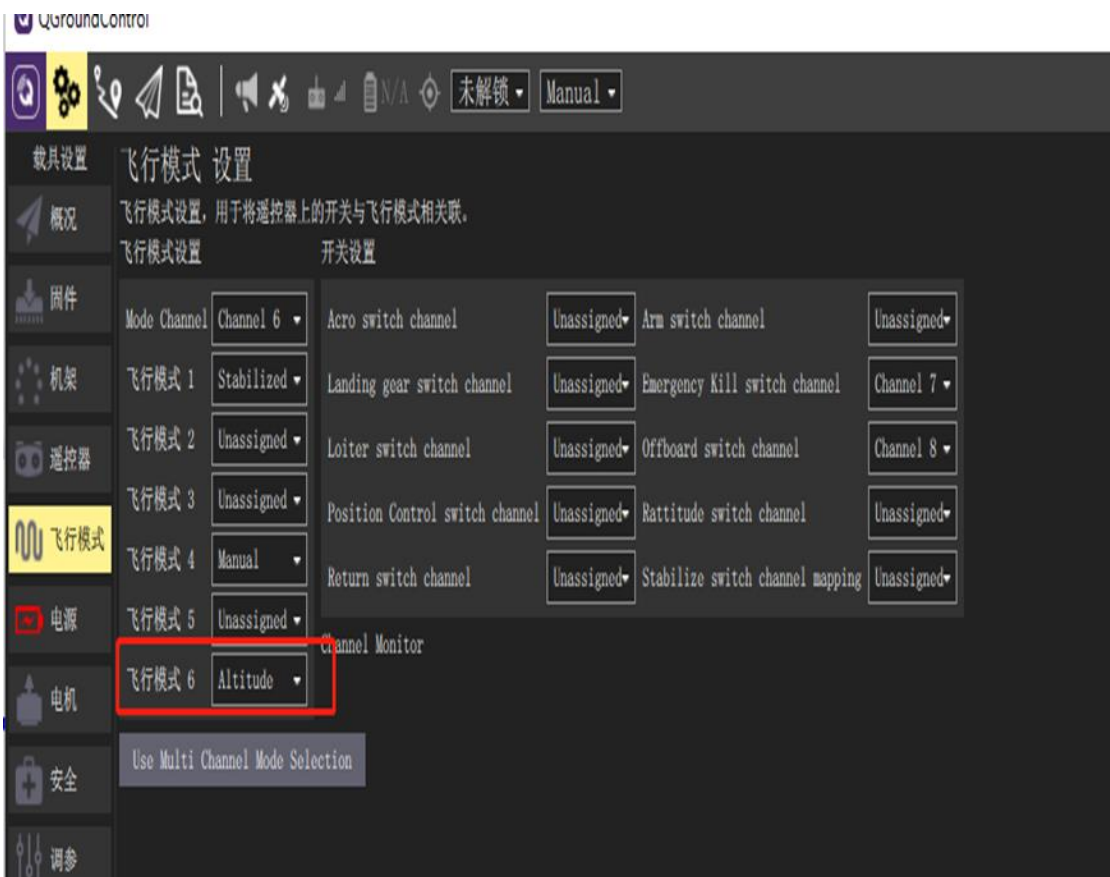 QGroundControl
N/A 未解锁 Manual
载具设置
概况
固件
机架
遥控器
飞行模式
电源
电机
安全
调参
飞行模式 设置
飞行模式设置，用于将遥控器上的开关与飞行模式相关联。
飞行模式设置
Mode Channel Channel 6
飞行模式 1 Stabilized
飞行模式 2 Unassigned
飞行模式 3 Unassigned
飞行模式 4 Manual
飞行模式 5 Unassigned
飞行模式 6 Altitude
Use Multi Channel Mode Selection
开关设置
Acro switch channel Unassigned Arm switch channel Unassigned
Landing gear switch channel Unassigned Emergency Kill switch channel Channel 7
Loiter switch channel Unassigned Offboard switch channel Channel 8
Position Control switch channel Unassigned Rattitude switch channel Unassigned
Return switch channel Unassigned Stabilize switch channel mapping Unassigned
Channel Monitor